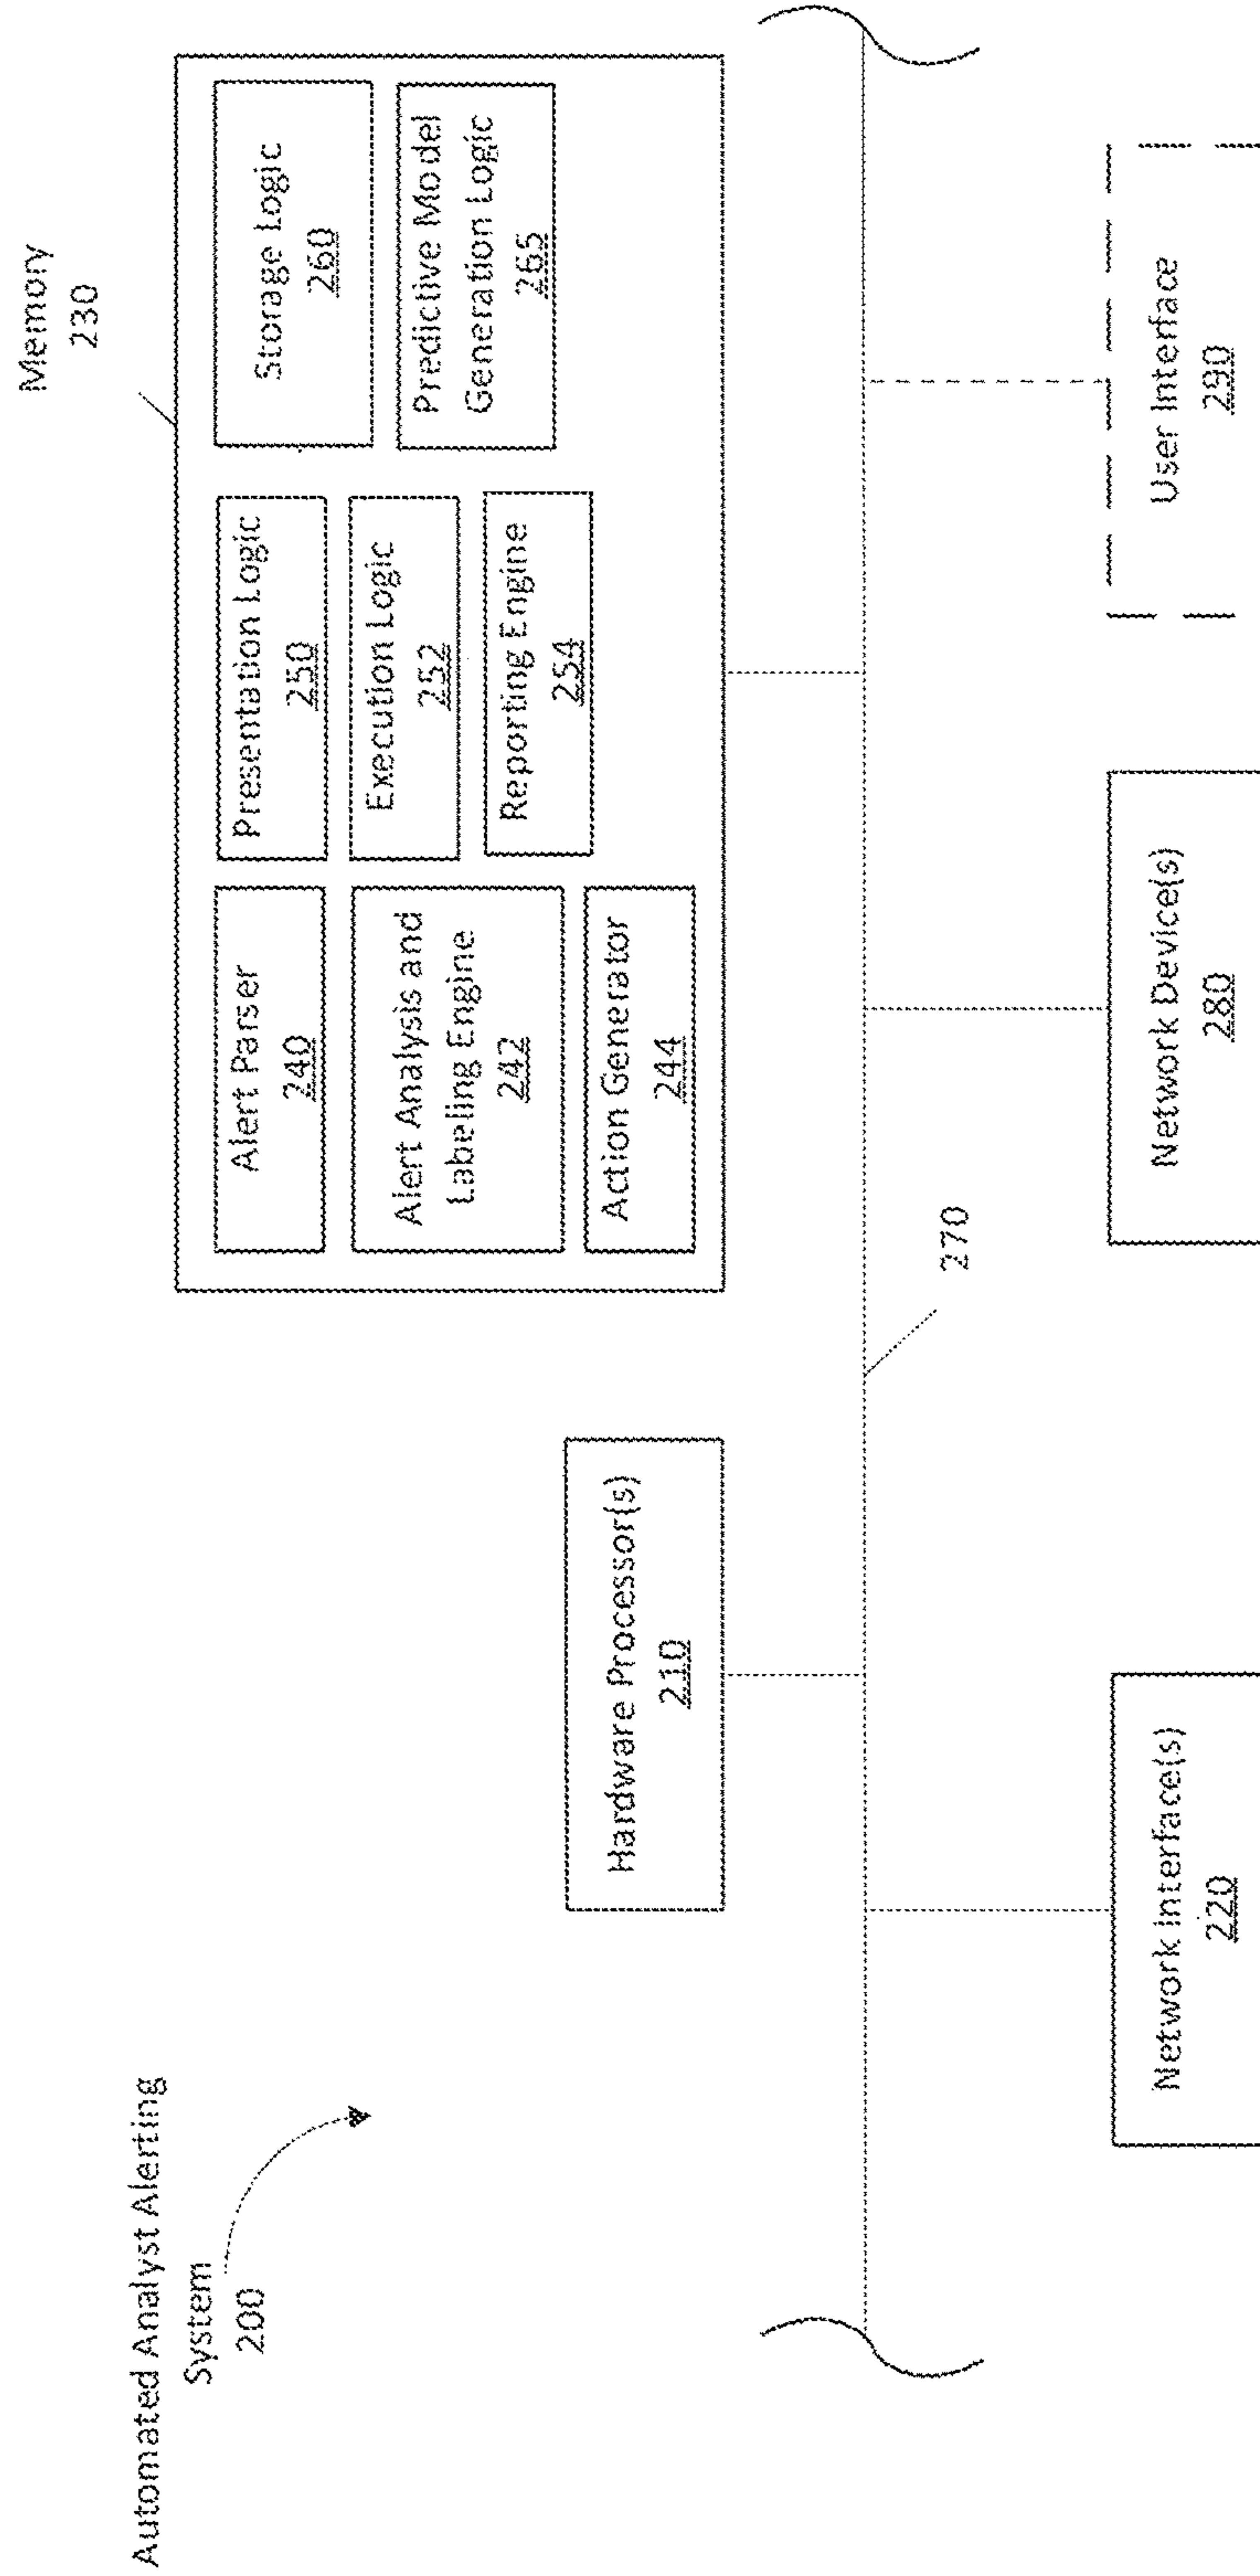 Automated Analyst Alerting
System
200
Memory
230
Alert Parser
240
Alert Analysis and
Labeling Engine
242
Action Generator
244
Presentation Logic
250
Execution Logic
252
Reporting Engine
254
Storage Logic
260
Predictive Model
Generation Logic
265
Hardware Processor(s)
210
270
Network Interface(s)
220
Network Device(s)
280
User Interface
290